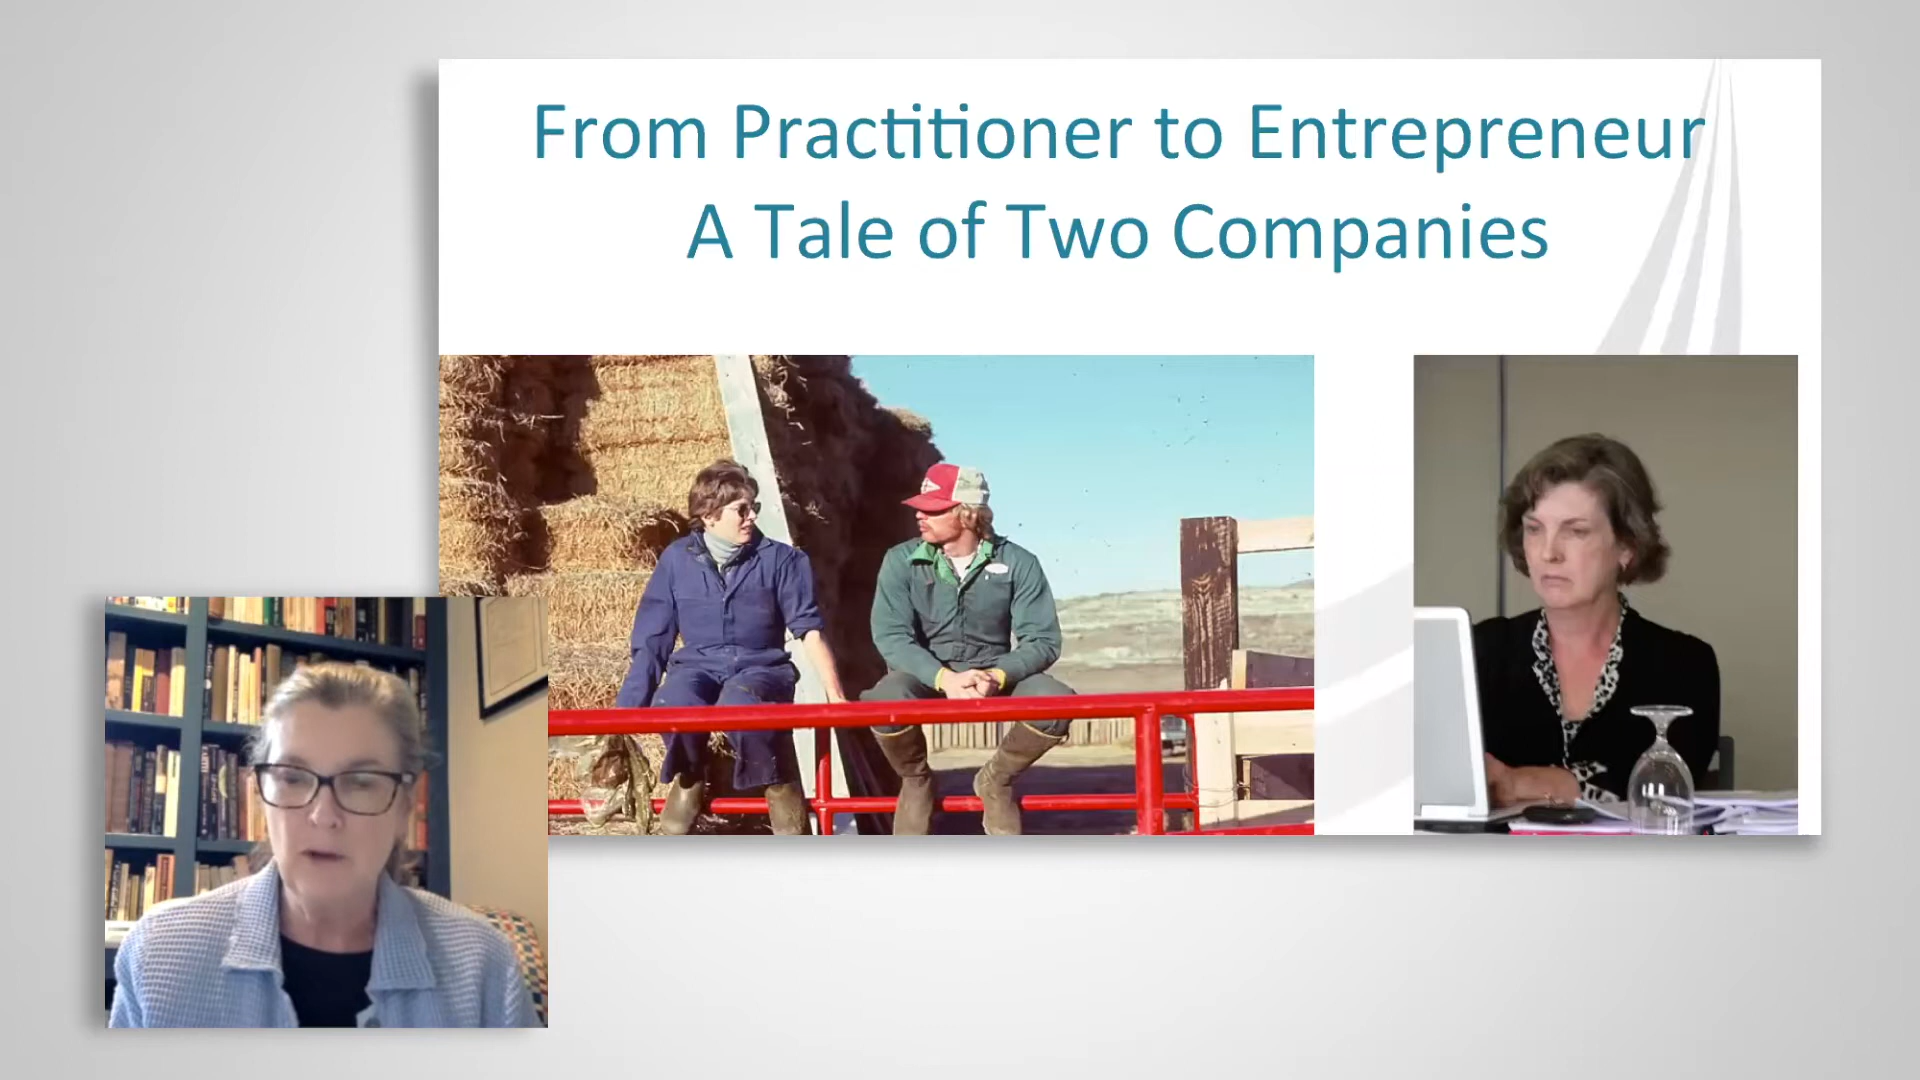 From Practitioner to Entrepreneur
A Tale of Two Companies